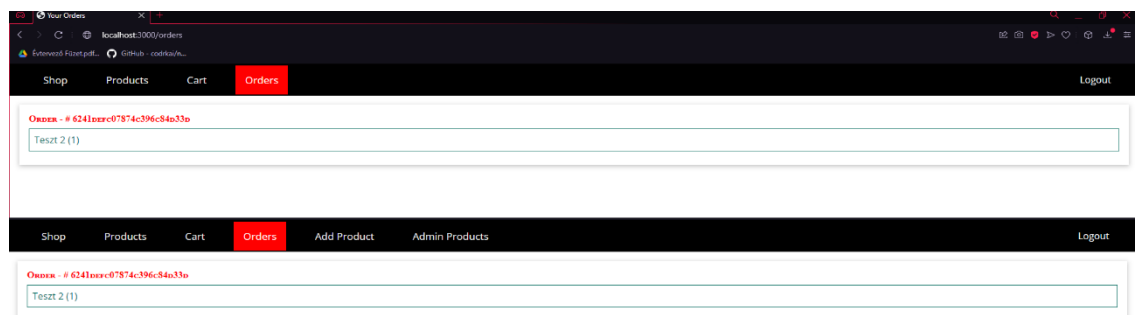 Your Orders
localhost:3000/orders
Évtervező Füzet.pdf... GitHub - codrkai/n...
Shop Products Cart Orders Logout
Order - # 6241defc07874c396c84d33d
Teszt 2 (1)
Shop Products Cart Orders Add Product Admin Products Logout
Order - # 6241defc07874c396c84d33d
Teszt 2 (1)